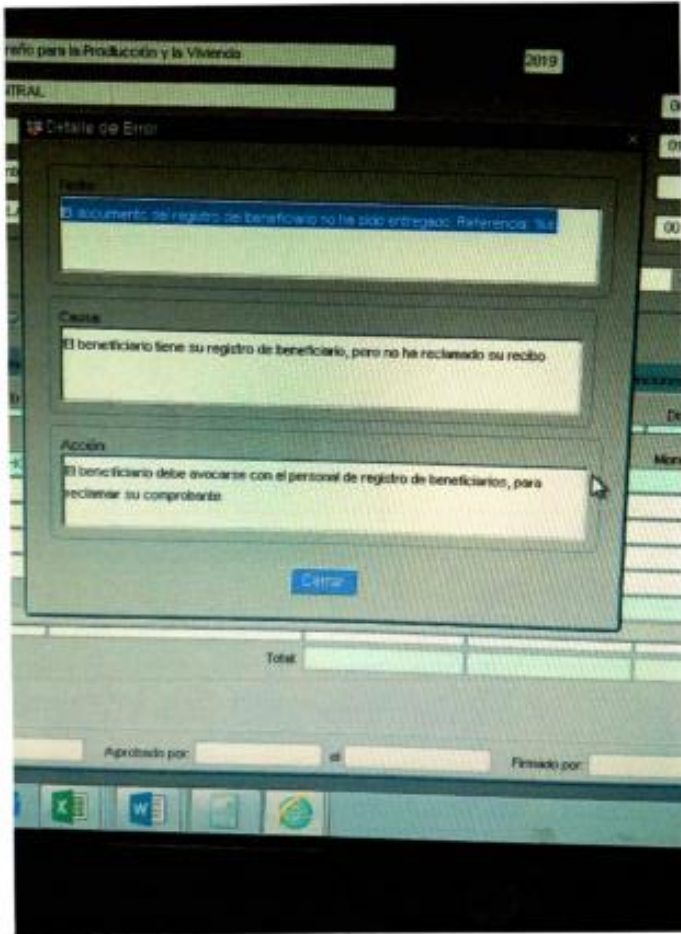 reño para la Producción y la Vivienda
2019
NTRAL
Detalle de Error
El documento del registro de beneficiario no ha sido entregado. Referencia: %s
Causa
El beneficiario tiene su registro de beneficiario, pero no ha reclamado su recibo
Acción
El beneficiario debe avocarse con el personal de registro de beneficiarios, para
reclamar su comprobante
Cerrar
Total:
Aprobado por:
el
Firmado por: